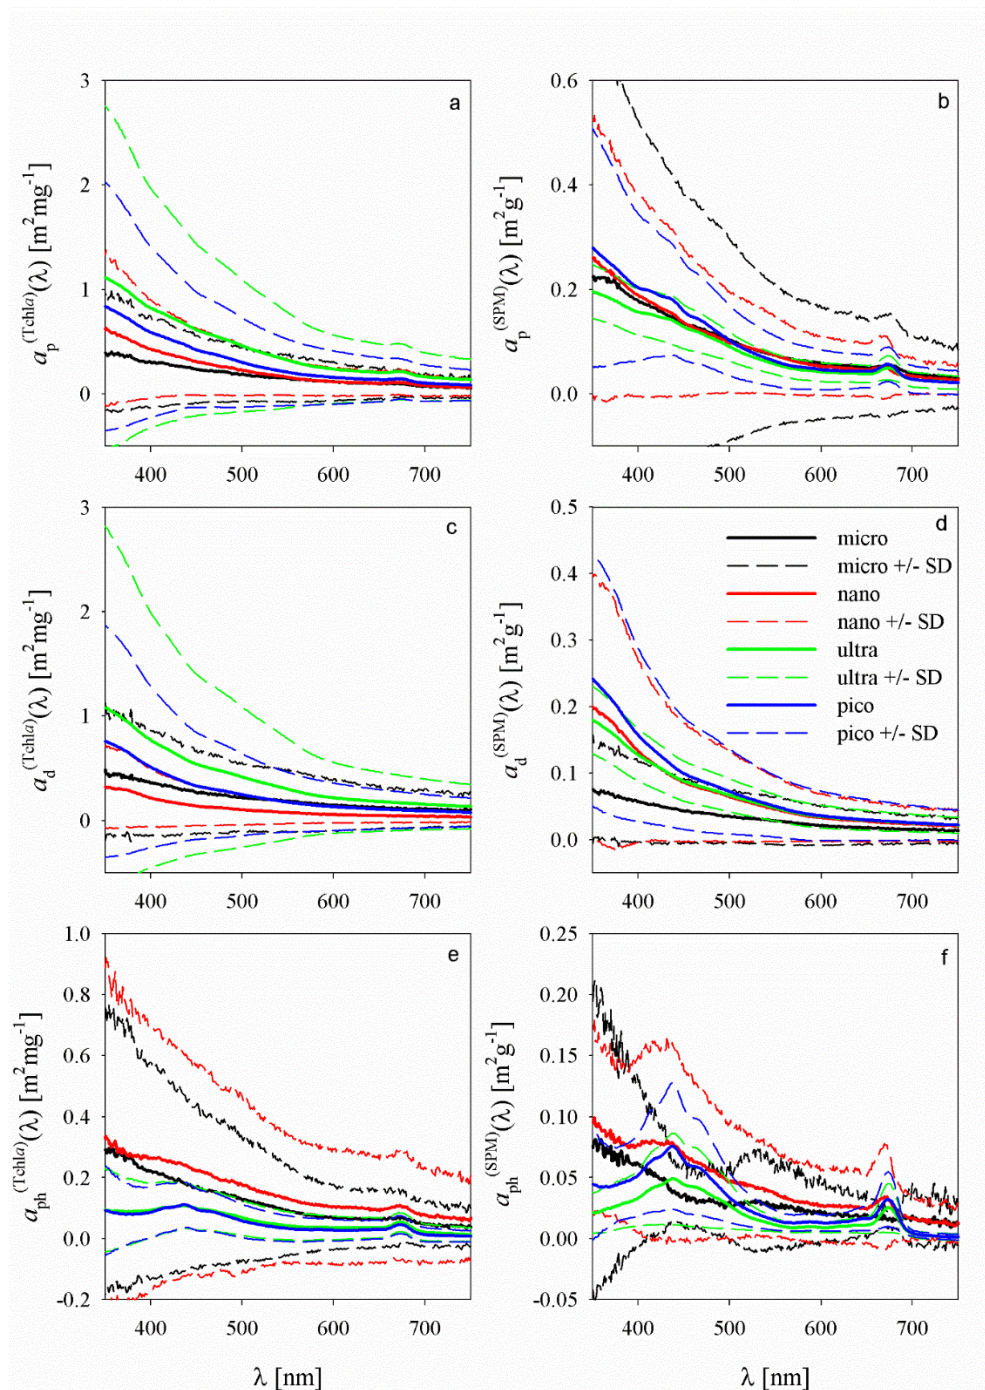 a
3
2
1
0
a_p^(Tchla)(λ) [m²mg⁻¹]
400 500 600 700
b
0.6
0.4
0.2
0.0
a_p^(SPM)(λ) [m²g⁻¹]
400 500 600 700
c
3
2
1
0
a_d^(Tchla)(λ) [m²mg⁻¹]
400 500 600 700
d
0.5
0.4
0.3
0.2
0.1
0.0
a_d^(SPM)(λ) [m²g⁻¹]
micro
micro +/- SD
nano
nano +/- SD
ultra
ultra +/- SD
pico
pico +/- SD
400 500 600 700
e
1.0
0.8
0.6
0.4
0.2
0.0
-0.2
a_ph^(Tchla)(λ) [m²mg⁻¹]
400 500 600 700
λ [nm]
f
0.25
0.20
0.15
0.10
0.05
0.00
-0.05
a_ph^(SPM)(λ) [m²g⁻¹]
400 500 600 700
λ [nm]